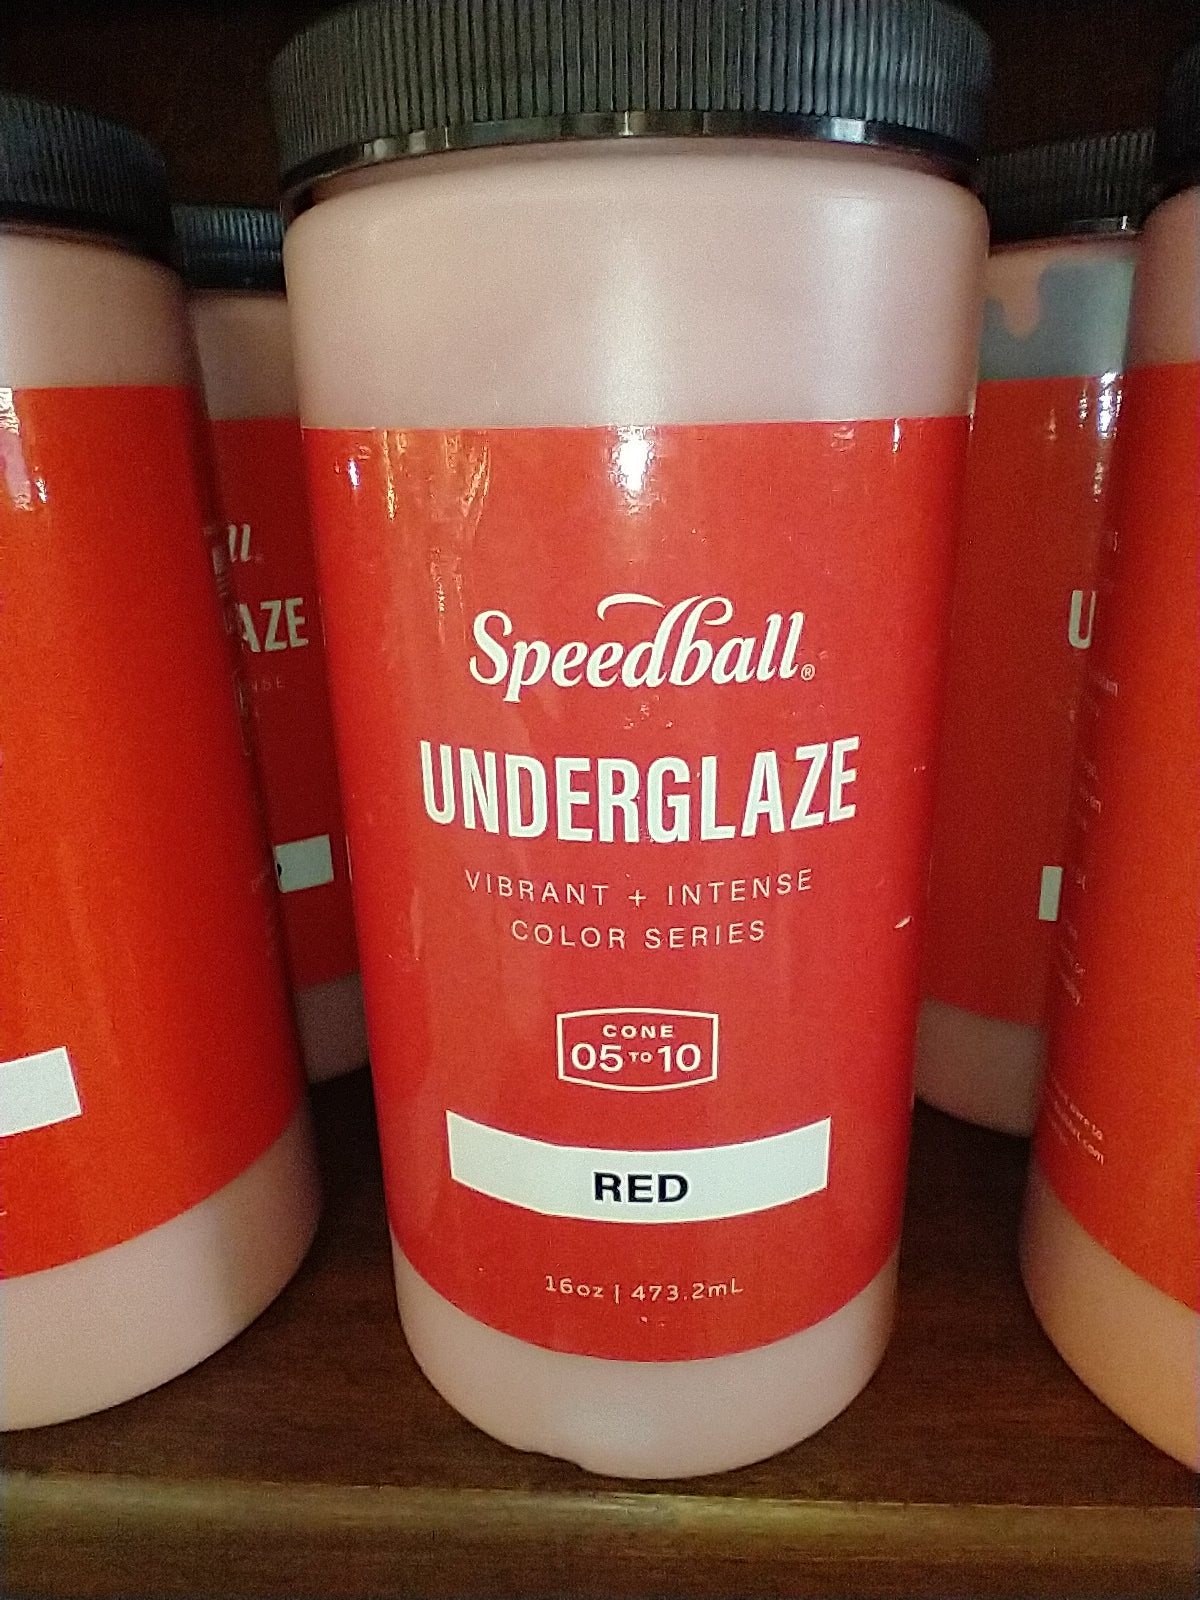 Speedball®
UNDERGLAZE
VIBRANT + INTENSE
COLOR SERIES
CONE
05 TO 10
RED
16oz | 473.2mL